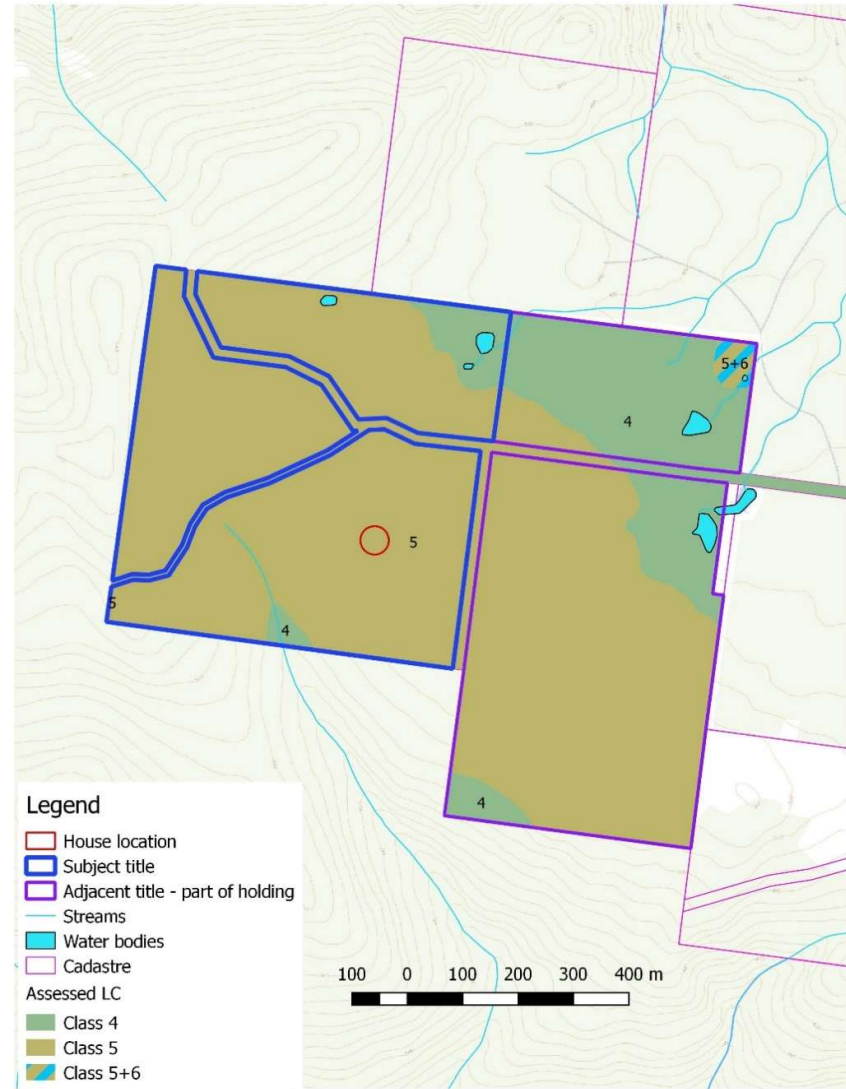 5+6
4
5
5
4
4
Legend
House location
Subject title
Adjacent title - part of holding
Streams
Water bodies
Cadastre
Assessed LC
Class 4
Class 5
Class 5+6
100 0 100 200 300 400 m